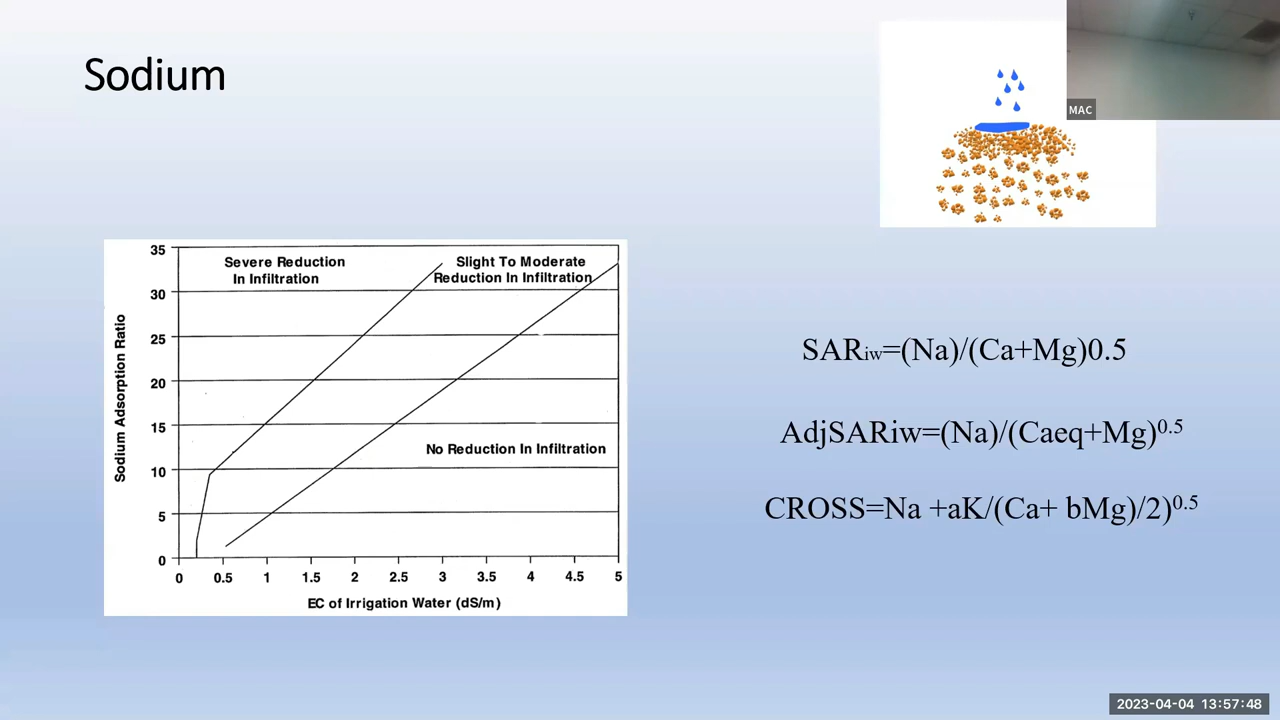 Sodium
MAC
35
30
25
20
15
10
5
0
Sodium Adsorption Ratio
Severe Reduction
In Infiltration
Slight To Moderate
Reduction In Infiltration
No Reduction In Infiltration
0 0.5 1 1.5 2 2.5 3 3.5 4 4.5 5
EC of Irrigation Water (dS/m)
SARiw=(Na)/(Ca+Mg)0.5
AdjSARiw=(Na)/(Caeq+Mg)0.5
CROSS=Na +aK/(Ca+ bMg)/2)0.5
2023-04-04 13:57:48